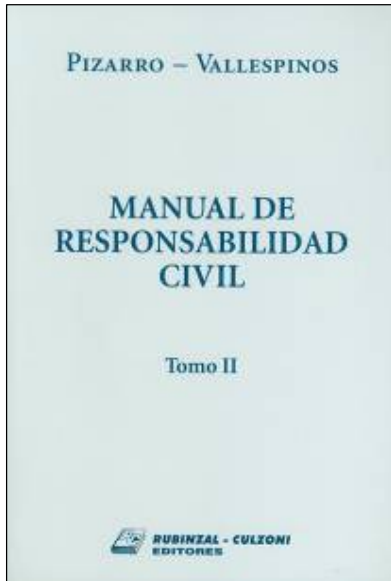 PIZARRO – VALLESPINOS
MANUAL DE
RESPONSABILIDAD
CIVIL
Tomo II
RUBINZAL - CULZONI
EDITORES